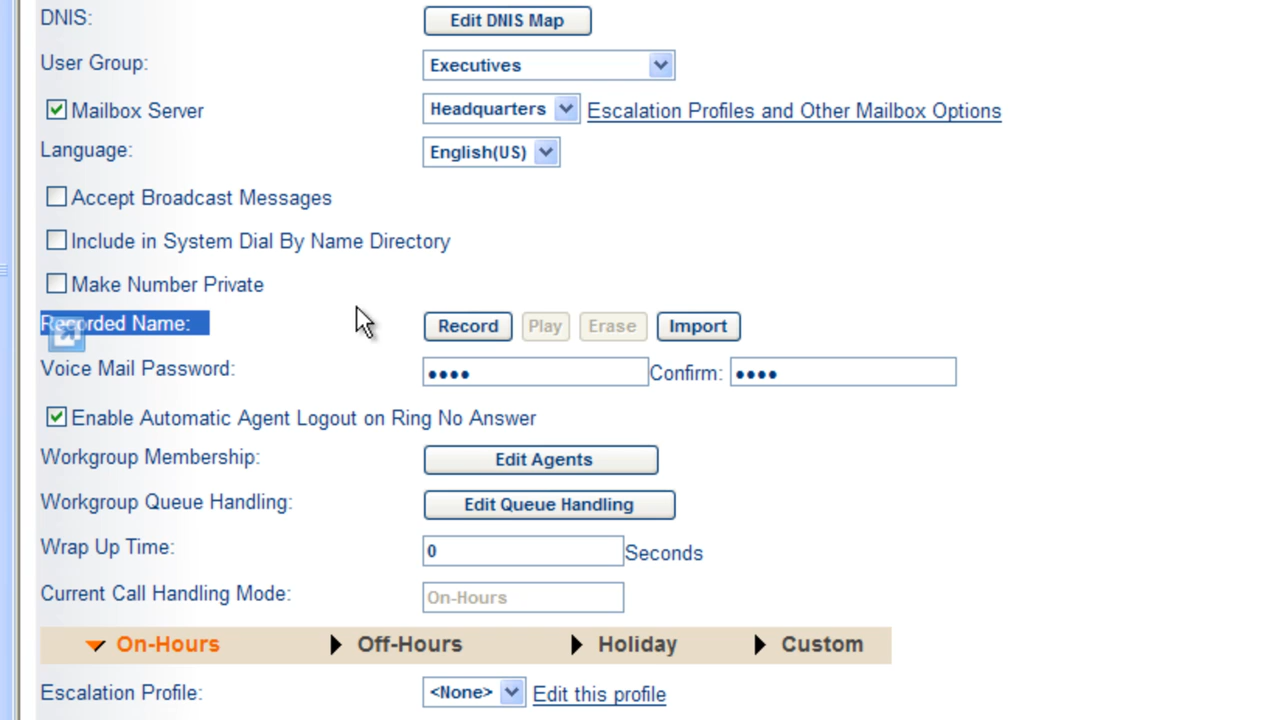 DNIS: Edit DNIS Map
User Group: Executives
Mailbox Server Headquarters Escalation Profiles and Other Mailbox Options
Language: English(US)
Accept Broadcast Messages
Include in System Dial By Name Directory
Make Number Private
Recorded Name: Record Play Erase Import
Voice Mail Password: •••• Confirm: ••••
Enable Automatic Agent Logout on Ring No Answer
Workgroup Membership: Edit Agents
Workgroup Queue Handling: Edit Queue Handling
Wrap Up Time: 0 Seconds
Current Call Handling Mode: On-Hours
On-Hours Off-Hours Holiday Custom
Escalation Profile: <None> Edit this profile